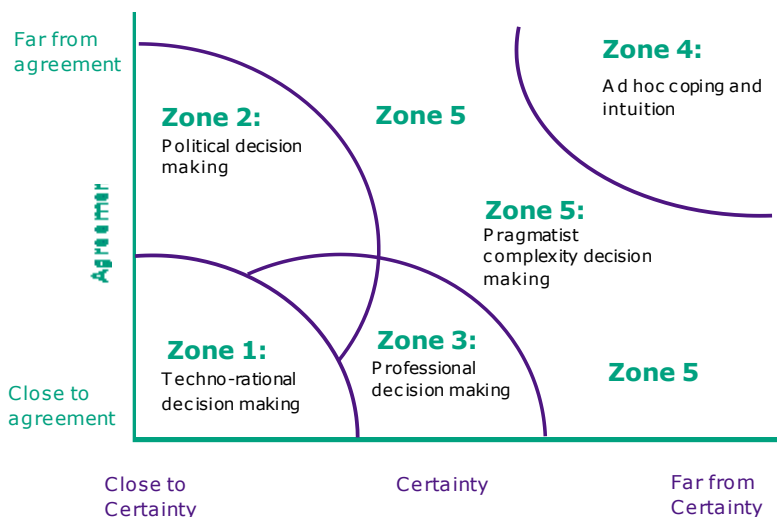 Far from
agreement
Zone 4:
Ad hoc coping and
intuition
Zone 2:
Political decision
making
Zone 5
Zone 5:
Pragmatist
complexity decision
making
Zone 1:
Techno-rational
decision making
Zone 3:
Professional
decision making
Zone 5
Close to
agreement
Close to
Certainty
Certainty
Far from
Certainty